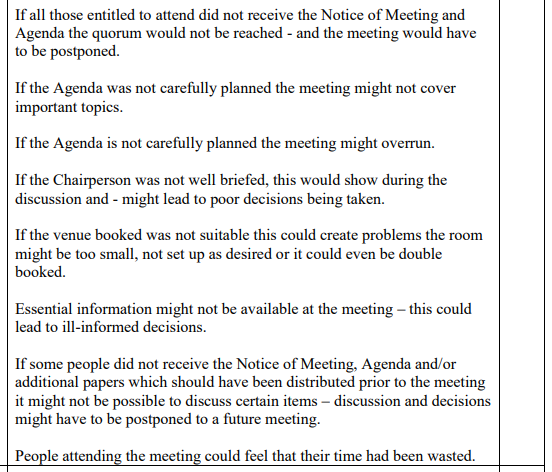 If all those entitled to attend did not receive the Notice of Meeting and
Agenda the quorum would not be reached - and the meeting would have
to be postponed.
If the Agenda was not carefully planned the meeting might not cover
important topics.
If the Agenda is not carefully planned the meeting might overrun.
If the Chairperson was not well briefed, this would show during the
discussion and - might lead to poor decisions being taken.
If the venue booked was not suitable this could create problems the room
might be too small, not set up as desired or it could even be double
booked.
Essential information might not be available at the meeting – this could
lead to ill-informed decisions.
If some people did not receive the Notice of Meeting, Agenda and/or
additional papers which should have been distributed prior to the meeting
it might not be possible to discuss certain items – discussion and decisions
might have to be postponed to a future meeting.
People attending the meeting could feel that their time had been wasted.